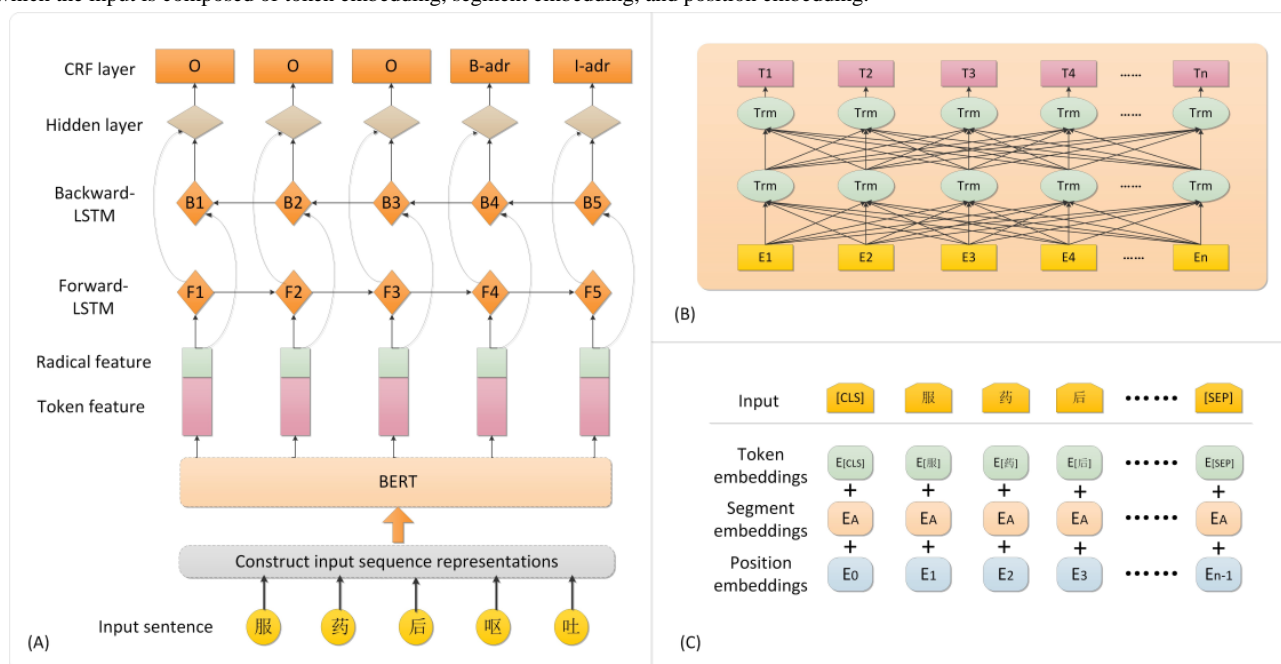 which the input is composed of token embedding, segment embedding, and position embedding.
CRF layer O O O B-adr I-adr
Hidden layer
Backward-
LSTM
B1 B2 B3 B4 B5
Forward-
LSTM
F1 F2 F3 F4 F5
Radical feature
Token feature
BERT
Construct input sequence representations
Input sentence 服 药 后 呕 吐
(A)
T1 T2 T3 T4 ...... Tn
Trm Trm Trm Trm ...... Trm
Trm Trm Trm Trm ...... Trm
E1 E2 E3 E4 ...... En
(B)
Input [CLS] 服 药 后 •••••• [SEP]
Token
embeddings
E[CLS] E[服] E[药] E[后] •••••• E[SEP]
+ + + + +
Segment
embeddings
EA EA EA EA •••••• EA
+ + + + +
Position
embeddings
E0 E1 E2 E3 •••••• En-1
(C)